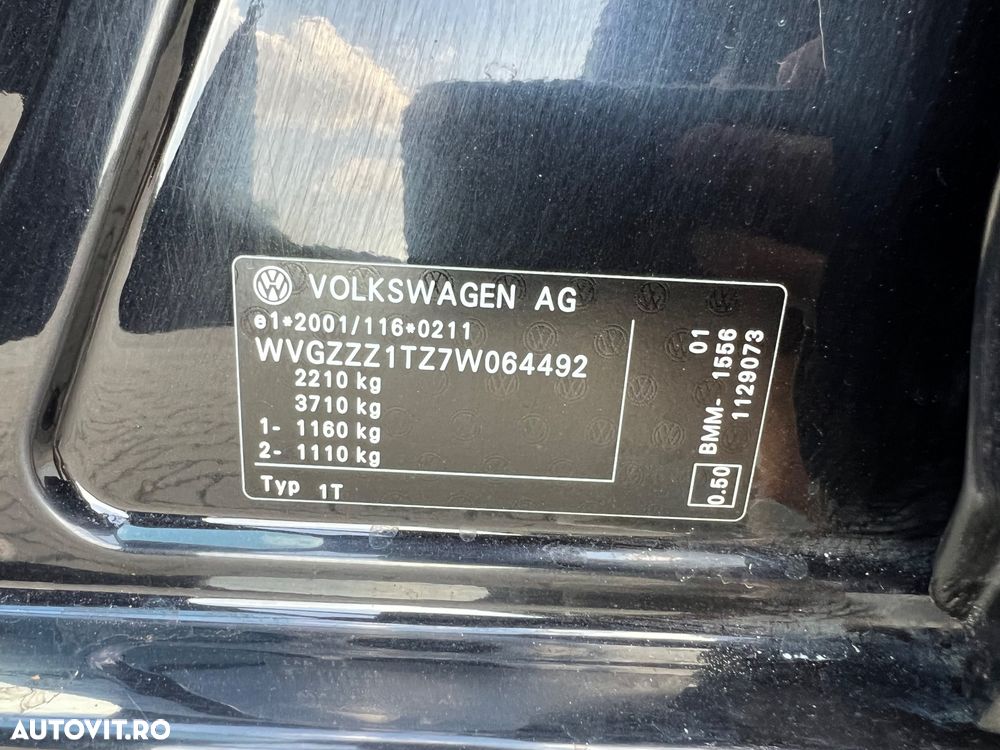 VOLKSWAGEN AG
e1*2001/116*0211
WVGZZZ1TZ7W064492
2210 kg
3710 kg
1- 1160 kg
2- 1110 kg
Typ 1T
01
BMM- 1556
1129073
0.50
AUTOVIT.RO